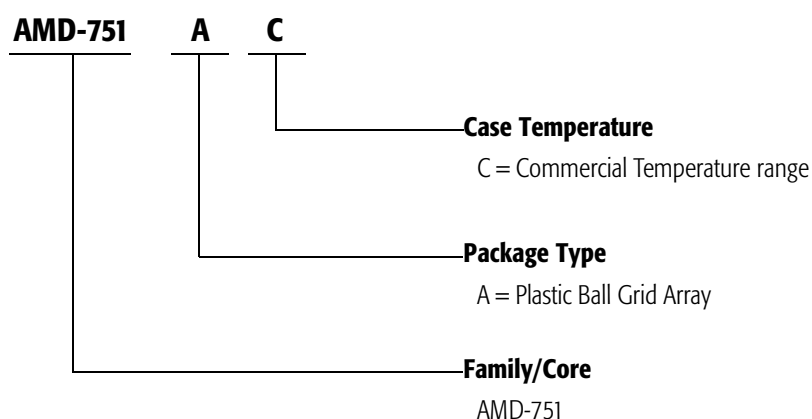 AMD-751 A C
Case Temperature
C = Commercial Temperature range
Package Type
A = Plastic Ball Grid Array
Family/Core
AMD-751